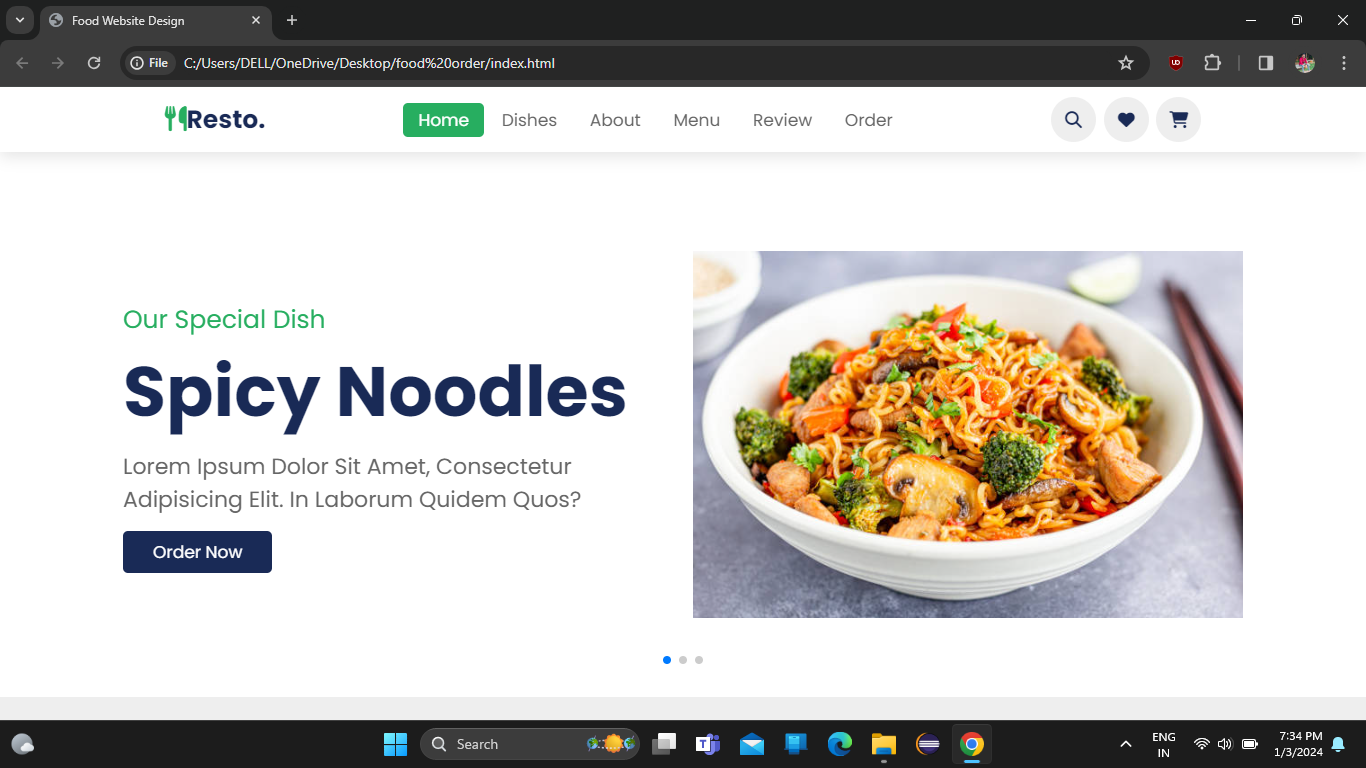 Food Website Design
File C:/Users/DELL/OneDrive/Desktop/food%20order/index.html
Resto. Home Dishes About Menu Review Order
Our Special Dish
Spicy Noodles
Lorem Ipsum Dolor Sit Amet, Consectetur
Adipisicing Elit. In Laborum Quidem Quos?
Order Now
Search
ENG
IN
7:34 PM
1/3/2024